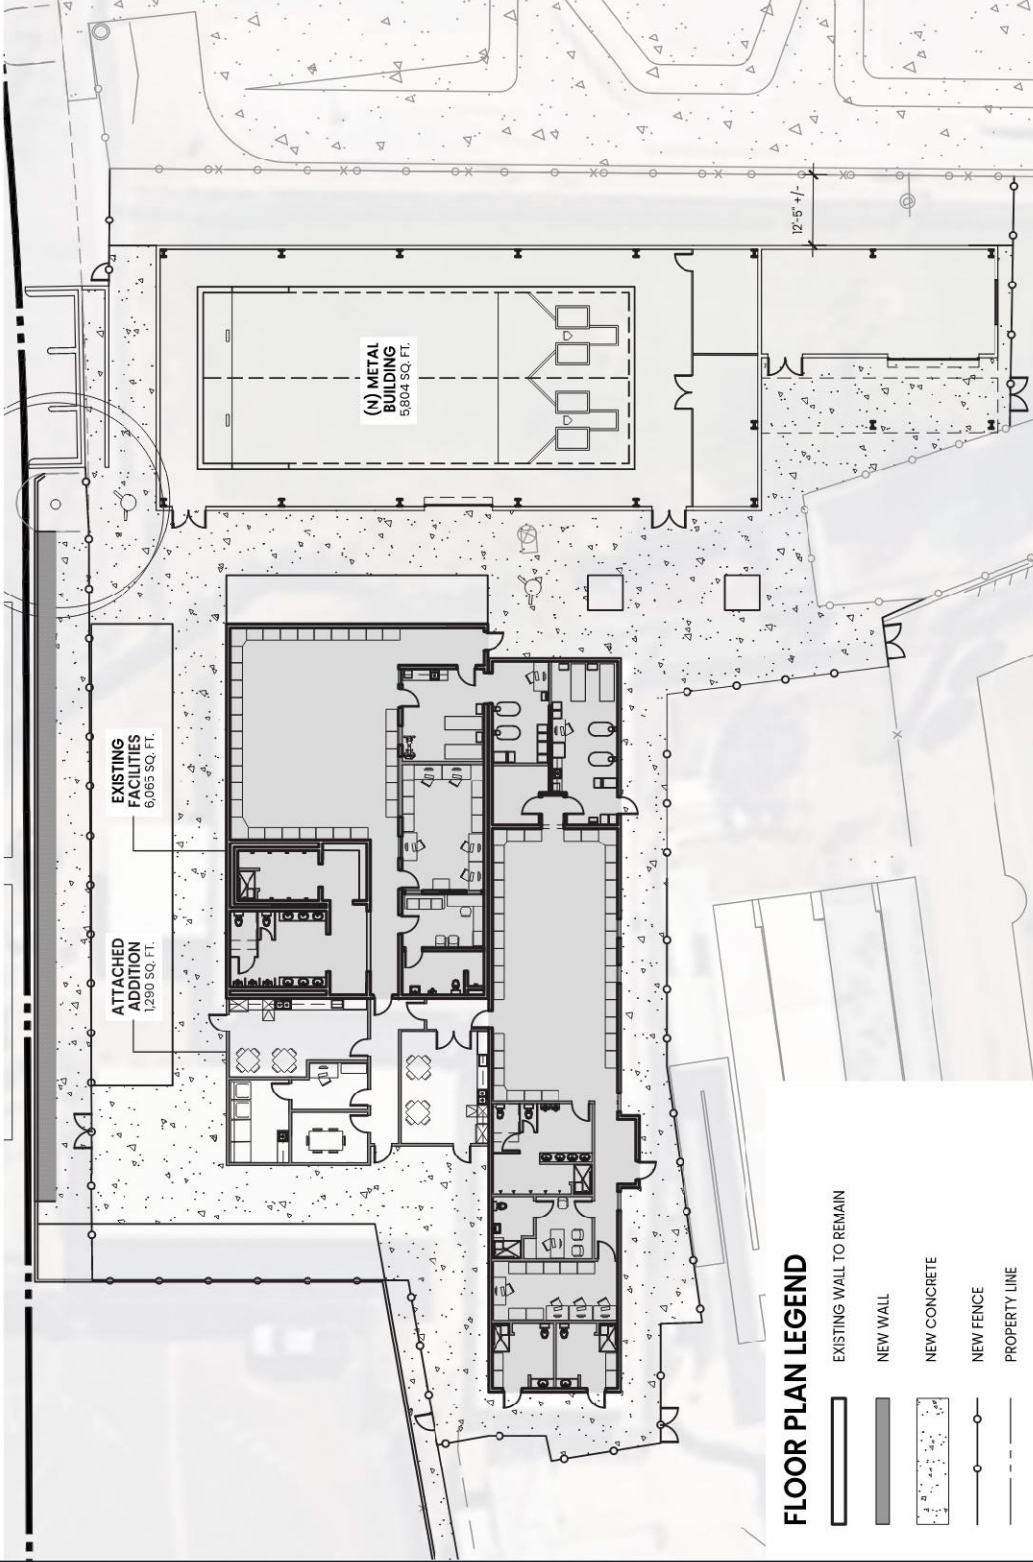 (N) METAL
BUILDING
5,804 SQ. FT.
12'-5" +/-
EXISTING
FACILITIES
6,065 SQ. FT.
ATTACHED
ADDITION
1,290 SQ. FT.
FLOOR PLAN LEGEND
EXISTING WALL TO REMAIN
NEW WALL
NEW CONCRETE
NEW FENCE
PROPERTY LINE